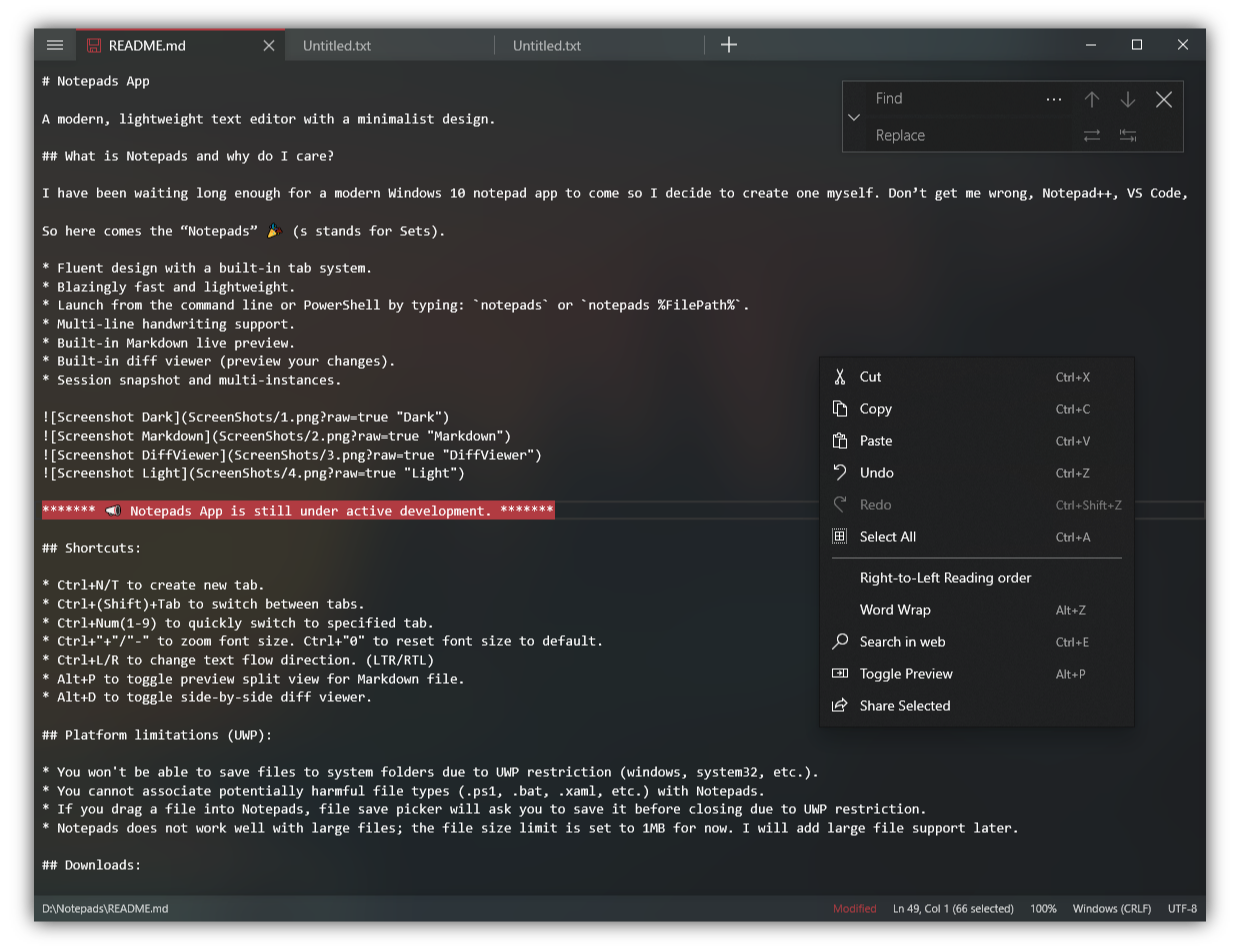 README.md Untitled.txt Untitled.txt
# Notepads App
A modern, lightweight text editor with a minimalist design.
## What is Notepads and why do I care?
I have been waiting long enough for a modern Windows 10 notepad app to come so I decide to create one myself. Don’t get me wrong, Notepad++, VS Code,
So here comes the “Notepads” 🎉 (s stands for Sets).
* Fluent design with a built-in tab system.
* Blazingly fast and lightweight.
* Launch from the command line or PowerShell by typing: `notepads` or `notepads %FilePath%`.
* Multi-line handwriting support.
* Built-in Markdown live preview.
* Built-in diff viewer (preview your changes).
* Session snapshot and multi-instances.
![Screenshot Dark](ScreenShots/1.png?raw=true "Dark")
![Screenshot Markdown](ScreenShots/2.png?raw=true "Markdown")
![Screenshot DiffViewer](ScreenShots/3.png?raw=true "DiffViewer")
![Screenshot Light](ScreenShots/4.png?raw=true "Light")
******* 📢 Notepads App is still under active development. *******
## Shortcuts:
* Ctrl+N/T to create new tab.
* Ctrl+(Shift)+Tab to switch between tabs.
* Ctrl+Num(1-9) to quickly switch to specified tab.
* Ctrl+"+"/"-" to zoom font size. Ctrl+"0" to reset font size to default.
* Ctrl+L/R to change text flow direction. (LTR/RTL)
* Alt+P to toggle preview split view for Markdown file.
* Alt+D to toggle side-by-side diff viewer.
## Platform limitations (UWP):
* You won't be able to save files to system folders due to UWP restriction (windows, system32, etc.).
* You cannot associate potentially harmful file types (.ps1, .bat, .xaml, etc.) with Notepads.
* If you drag a file into Notepads, file save picker will ask you to save it before closing due to UWP restriction.
* Notepads does not work well with large files; the file size limit is set to 1MB for now. I will add large file support later.
## Downloads:
Find
Replace
Cut Ctrl+X
Copy Ctrl+C
Paste Ctrl+V
Undo Ctrl+Z
Redo Ctrl+Shift+Z
Select All Ctrl+A
Right-to-Left Reading order
Word Wrap Alt+Z
Search in web Ctrl+E
Toggle Preview Alt+P
Share Selected
D:\Notepads\README.md Modified Ln 49, Col 1 (66 selected) 100% Windows (CRLF) UTF-8